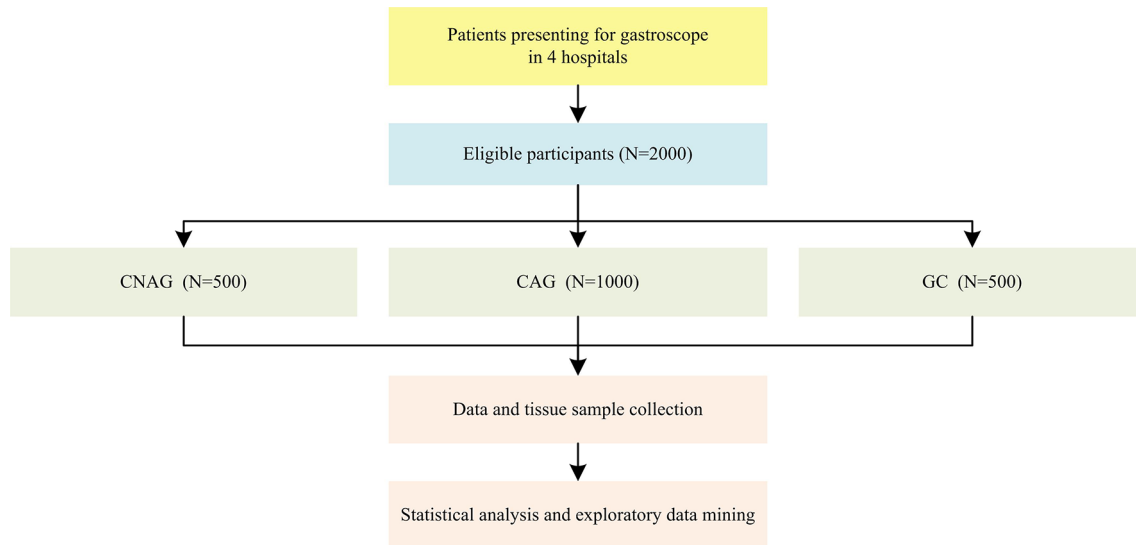 Patients presenting for gastroscope
in 4 hospitals
Eligible participants (N=2000)
CNAG (N=500)
CAG (N=1000)
GC (N=500)
Data and tissue sample collection
Statistical analysis and exploratory data mining